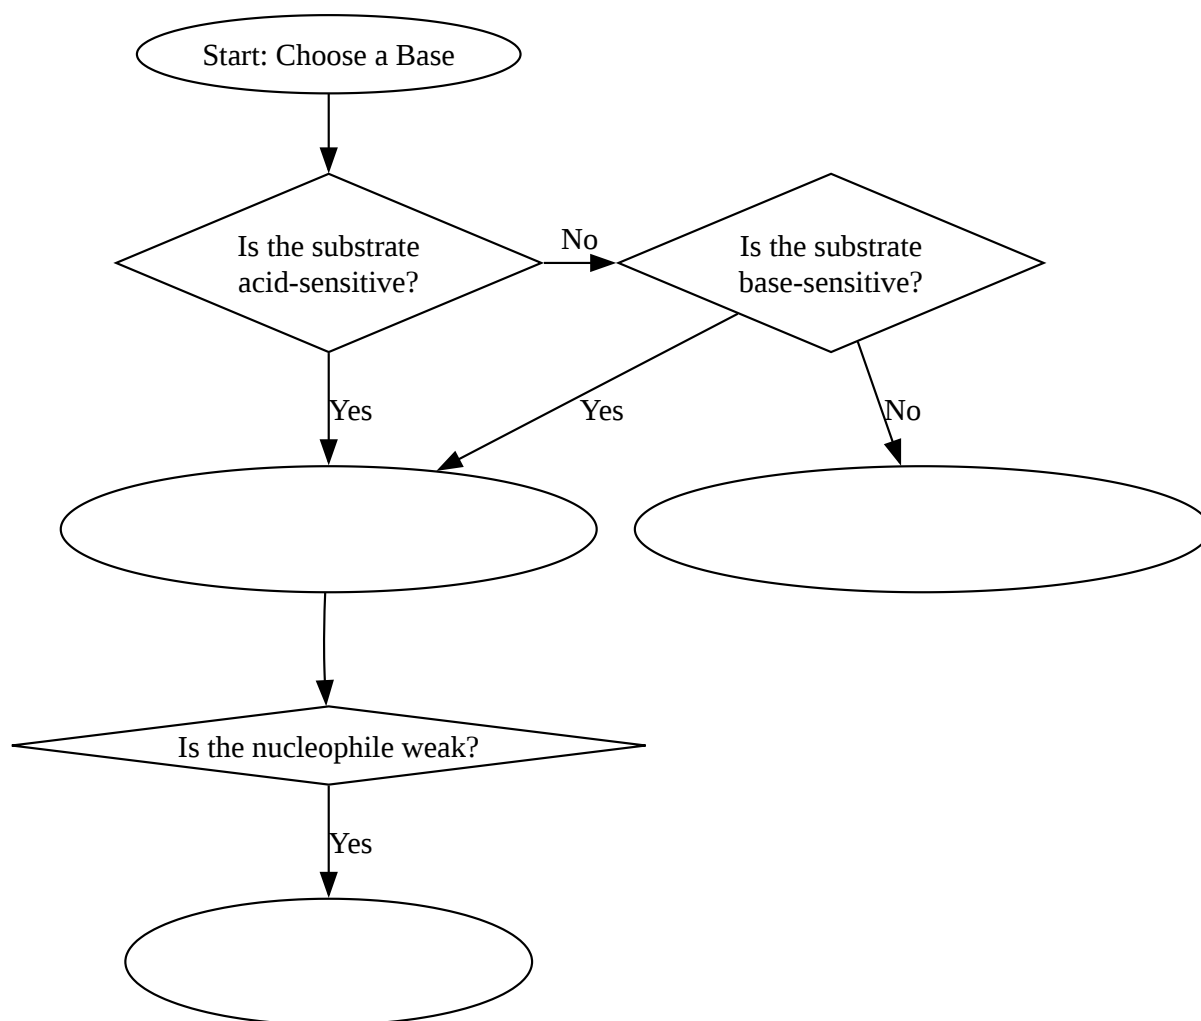 Start: Choose a Base
Is the substrate
acid-sensitive?
No
Is the substrate
base-sensitive?
Yes
Yes
No
Is the nucleophile weak?
Yes